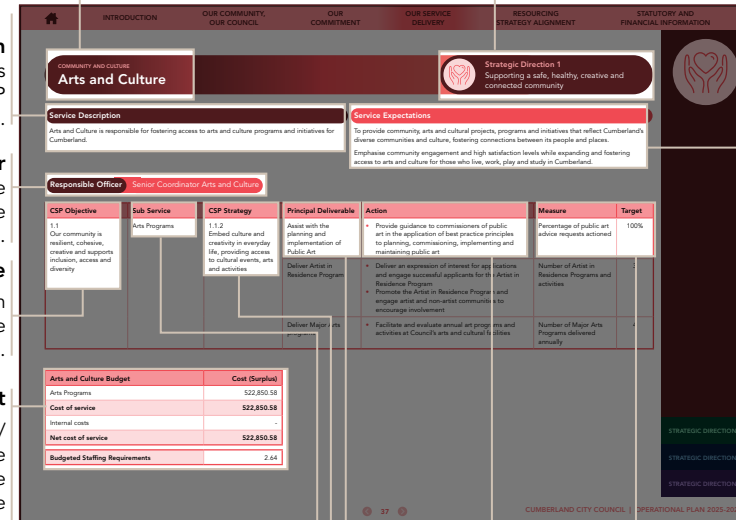 INTRODUCTION
OUR COMMUNITY,
OUR COUNCIL
OUR
COMMITMENT
OUR SERVICE
DELIVERY
RESOURCING
STRATEGY ALIGNMENT
STATUTORY AND
FINANCIAL INFORMATION
COMMUNITY AND CULTURE
Arts and Culture
Strategic Direction 1
Supporting a safe, healthy, creative and
connected community
Service Description
Arts and Culture is responsible for fostering access to arts and culture programs and initiatives for
Cumberland.
Service Expectations
To provide community, arts and cultural projects, programs and initiatives that reflect Cumberland's
diverse communities and culture, fostering connections between its people and places.
Emphasise community engagement and high satisfaction levels while expanding and fostering
access to arts and culture for those who live, work, play and study in Cumberland.
Responsible Officer Senior Coordinator Arts and Culture
CSP Objective
Sub Service
CSP Strategy
Principal Deliverable
Action
Measure
Target
1.1
Our community is
resilient, cohesive,
creative and supports
inclusion, access and
diversity
Arts Programs
1.1.2
Embed culture and
creativity in everyday
life, providing access
to cultural events, arts
and activities
Assist with the
planning and
implementation of
Public Art
• Provide guidance to commissioners of public
art in the application of best practice principles
to planning, commissioning, implementing and
maintaining public art
Percentage of public art
advice requests actioned
100%
Deliver Artist in
Residence Program
• Deliver an expression of interest for applications
and engage successful applicants for the Artist in
Residence Program
• Promote the Artist in Residence Program and
engage artist and non-artist communities to
encourage involvement
Number of Artist in
Residence Programs and
activities
Deliver Major Arts
programs
• Facilitate and evaluate annual art programs and
activities at Council's arts and cultural facilities
Number of Major Arts
Programs delivered
annually
Arts and Culture Budget Cost (Surplus)
Arts Programs 522,850.58
Cost of service 522,850.58
Internal costs -
Net cost of service 522,850.58
Budgeted Staffing Requirements 2.64
STRATEGIC DIRECTION
STRATEGIC DIRECTION
STRATEGIC DIRECTION
37
CUMBERLAND CITY COUNCIL | OPERATIONAL PLAN 2025-202